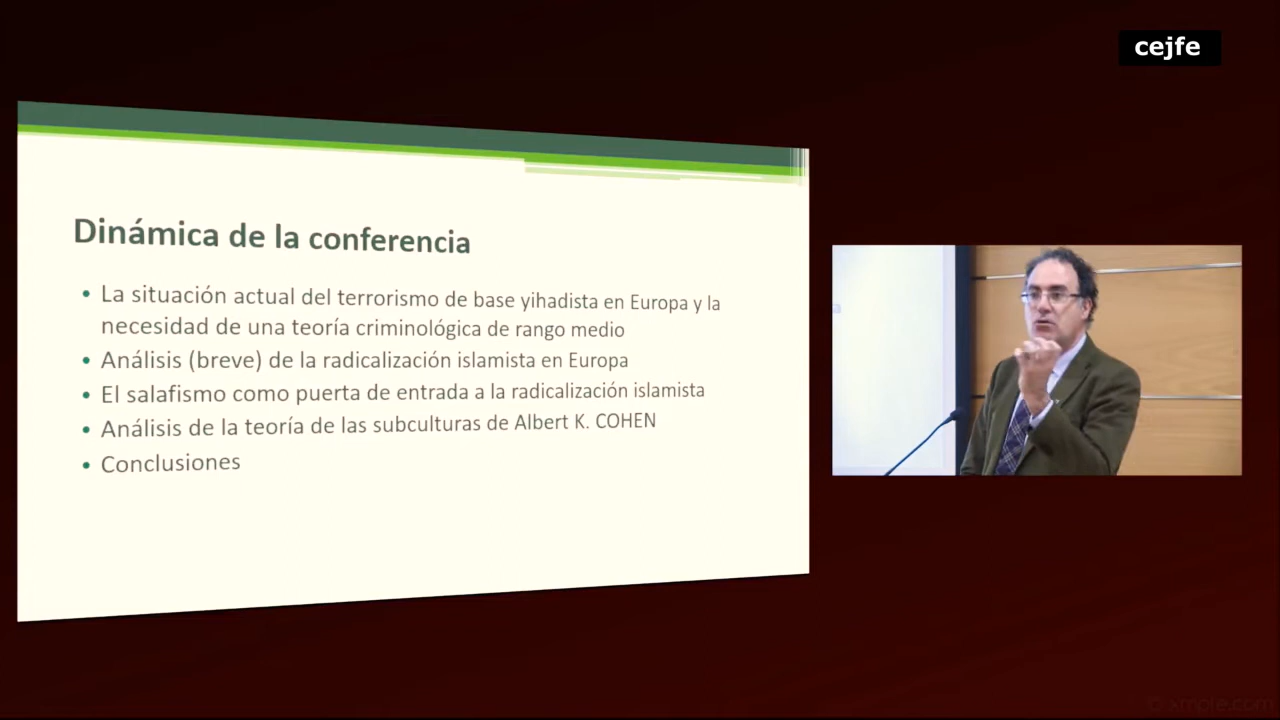 cejfe
Dinámica de la conferencia
• La situación actual del terrorismo de base yihadista en Europa y la
necesidad de una teoría criminológica de rango medio
• Análisis (breve) de la radicalización islamista en Europa
• El salafismo como puerta de entrada a la radicalización islamista
• Análisis de la teoría de las subculturas de Albert K. COHEN
• Conclusiones